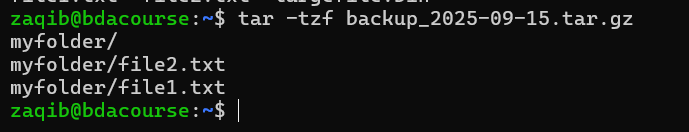 zaqib@bdacourse:~$ tar -tzf backup_2025-09-15.tar.gz
myfolder/
myfolder/file2.txt
myfolder/file1.txt
zaqib@bdacourse:~$